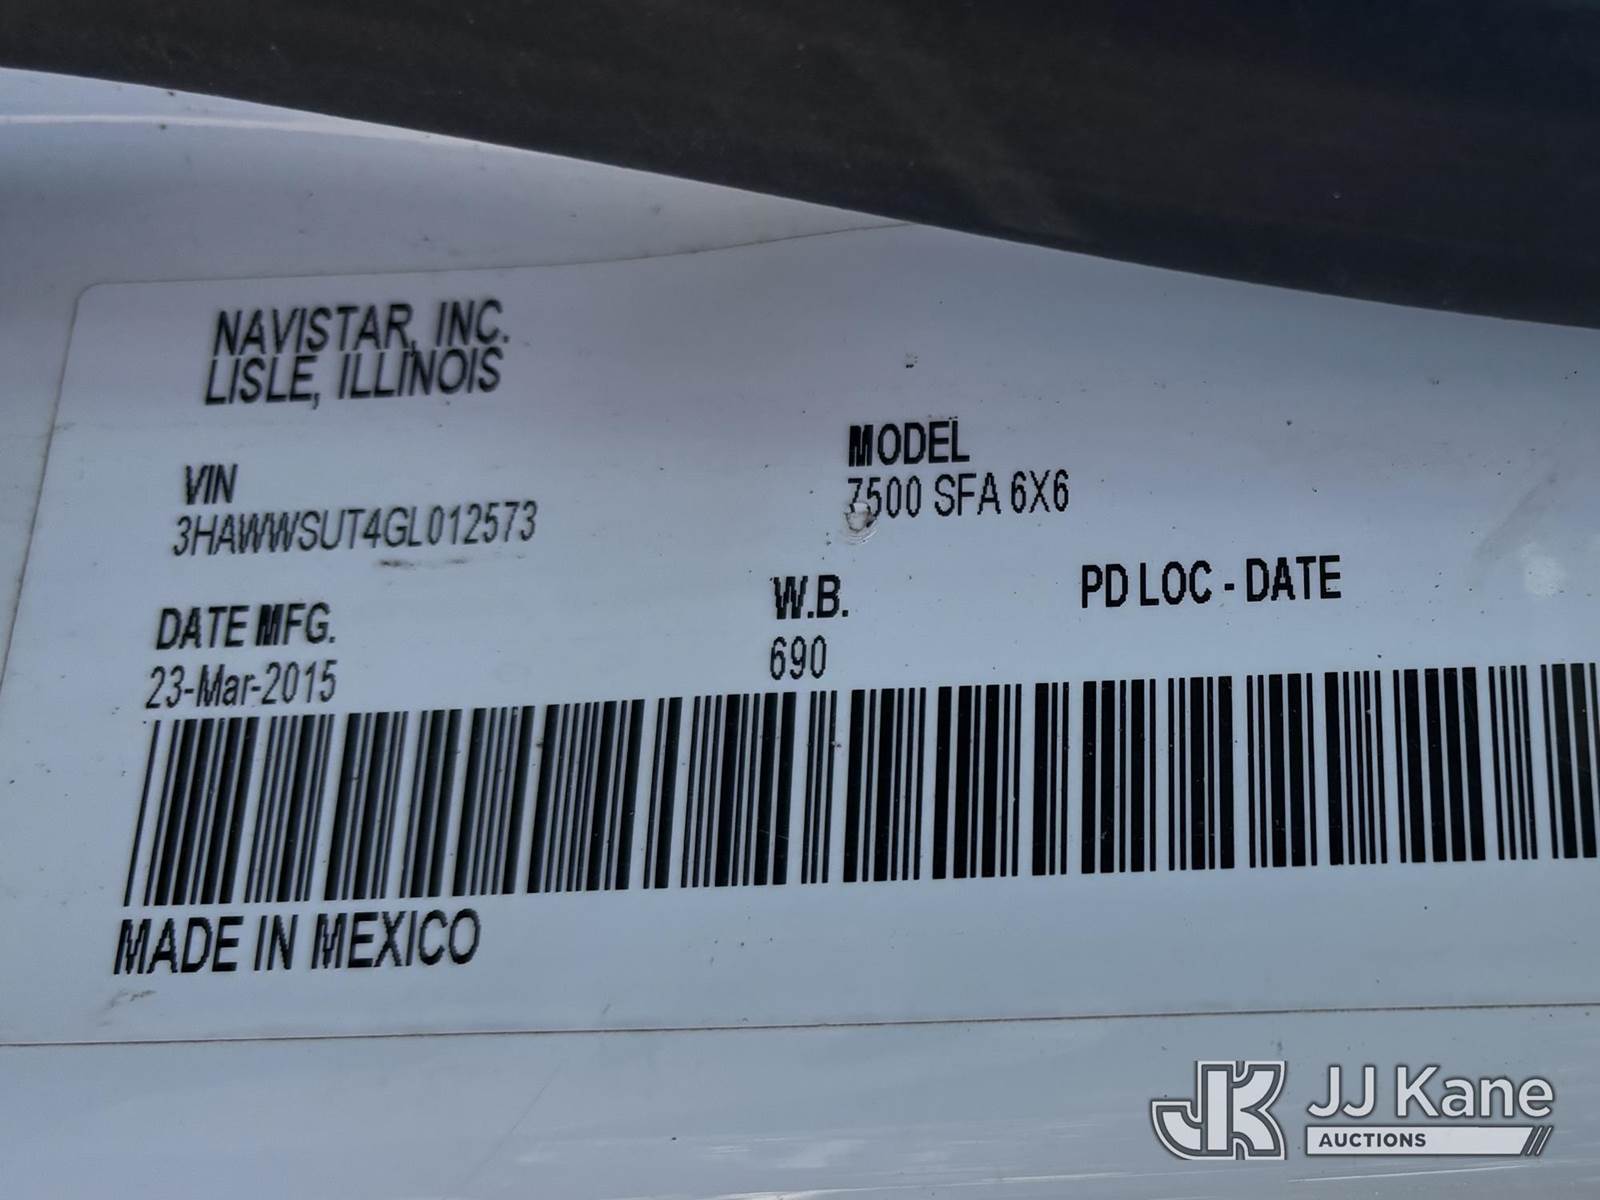 NAVISTAR, INC.
LISLE, ILLINOIS
VIN
3HAWWSUT4GL012573
MODEL
7500 SFA 6X6
DATE MFG.
23-Mar-2015
W.B.
690
PD LOC - DATE
MADE IN MEXICO
JK JJ Kane
AUCTIONS